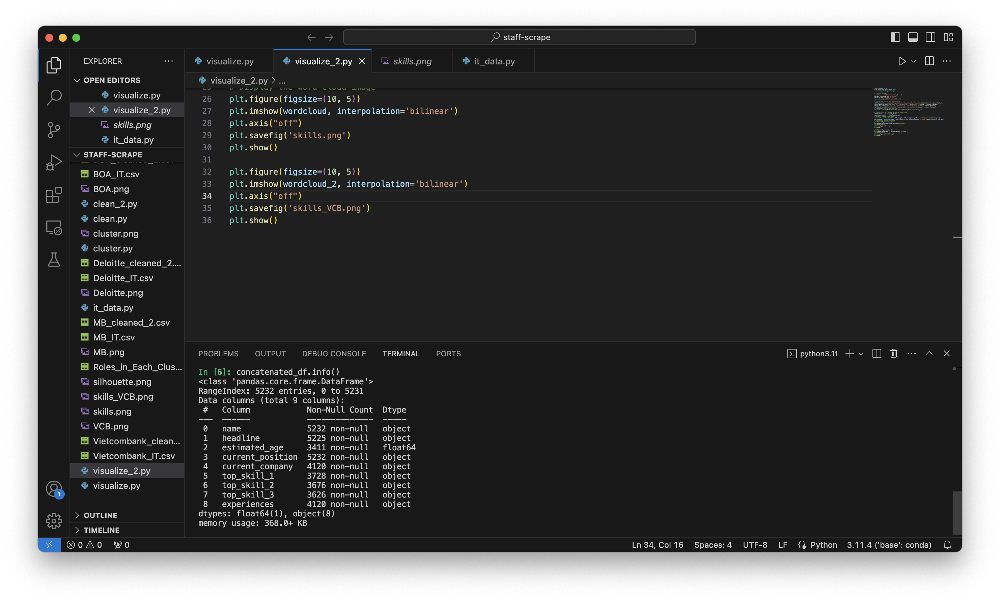 staff-scrape
EXPLORER
OPEN EDITORS
visualize.py
visualize_2.py
skills.png
it_data.py
STAFF-SCRAPE
BOA_cleaned_2.csv
BOA_IT.csv
BOA.png
clean_2.py
clean.py
cluster.png
cluster.py
Deloitte_cleaned_2....
Deloitte_IT.csv
Deloitte.png
it_data.py
MB_cleaned_2.csv
MB_IT.csv
MB.png
Roles_in_Each_Clus...
silhouette.png
skills_VCB.png
skills.png
VCB.png
Vietcombank_clean...
Vietcombank_IT.csv
visualize_2.py
visualize.py
OUTLINE
TIMELINE
1
visualize.py
visualize_2.py
skills.png
it_data.py
visualize_2.py > ...
25 # Display the word cloud image
26 plt.figure(figsize=(10, 5))
27 plt.imshow(wordcloud, interpolation='bilinear')
28 plt.axis("off")
29 plt.savefig('skills.png')
30 plt.show()
31
32 plt.figure(figsize=(10, 5))
33 plt.imshow(wordcloud_2, interpolation='bilinear')
34 plt.axis("off")
35 plt.savefig('skills_VCB.png')
36 plt.show()
PROBLEMS OUTPUT DEBUG CONSOLE TERMINAL PORTS
python3.11
In [6]: concatenated_df.info()
<class 'pandas.core.frame.DataFrame'>
RangeIndex: 5232 entries, 0 to 5231
Data columns (total 9 columns):
# Column Non-Null Count Dtype
--- ------ -------------- -----
0 name 5232 non-null object
1 headline 5225 non-null object
2 estimated_age 3411 non-null float64
3 current_position 5232 non-null object
4 current_company 4120 non-null object
5 top_skill_1 3728 non-null object
6 top_skill_2 3676 non-null object
7 top_skill_3 3626 non-null object
8 experiences 4120 non-null object
dtypes: float64(1), object(8)
memory usage: 368.0+ KB
0 0 0
Ln 34, Col 16 Spaces: 4 UTF-8 LF Python 3.11.4 ('base': conda)